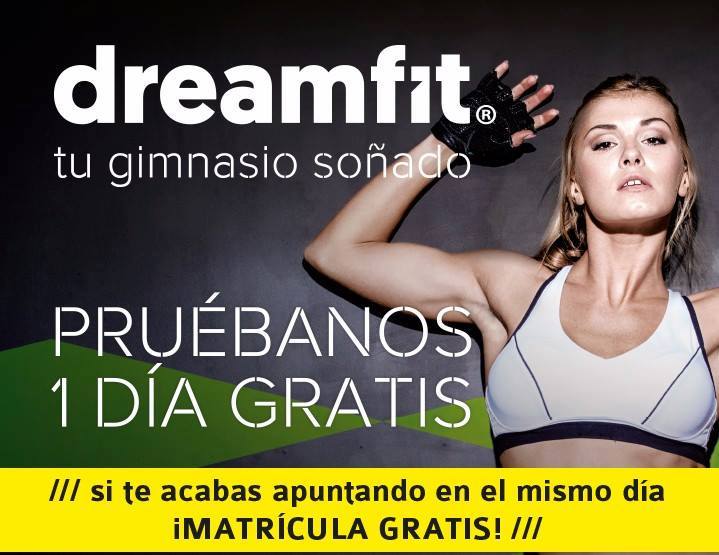 dreamfit®
tu gimnasio soñado
PRUÉBANOS
1 DÍA GRATIS
/// si te acabas apuntando en el mismo día
¡MATRÍCULA GRATIS! ///